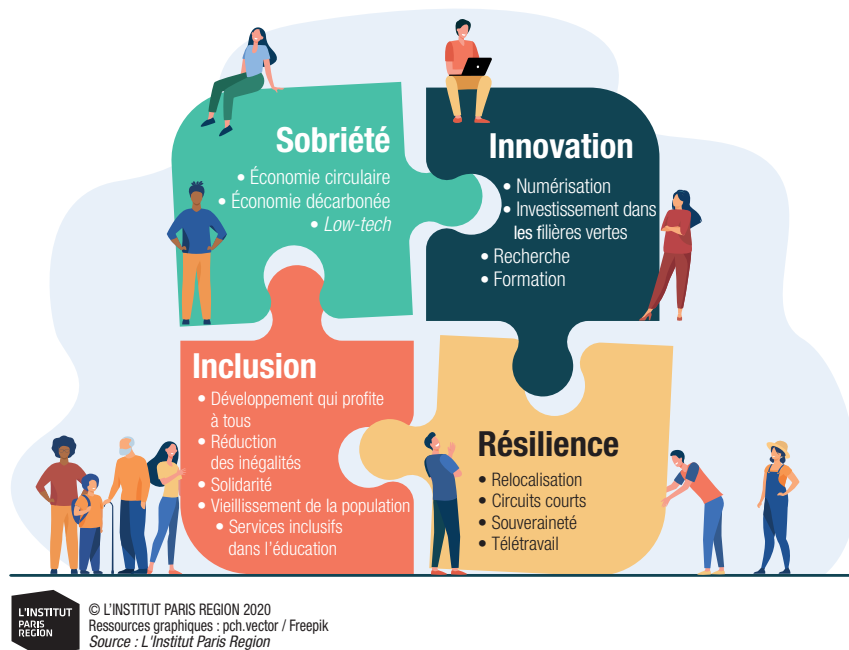 Sobriété
• Économie circulaire
• Économie décarbonée
• Low-tech
Innovation
• Numérisation
• Investissement dans
les filières vertes
• Recherche
• Formation
Inclusion
• Développement qui profite
à tous
• Réduction
des inégalités
• Solidarité
• Vieillissement de la population
• Services inclusifs
dans l'éducation
Résilience
• Relocalisation
• Circuits courts
• Souveraineté
• Télétravail
L'INSTITUT
PARIS
REGION
© L'INSTITUT PARIS REGION 2020
Ressources graphiques : pch.vector / Freepik
Source : L'Institut Paris Region